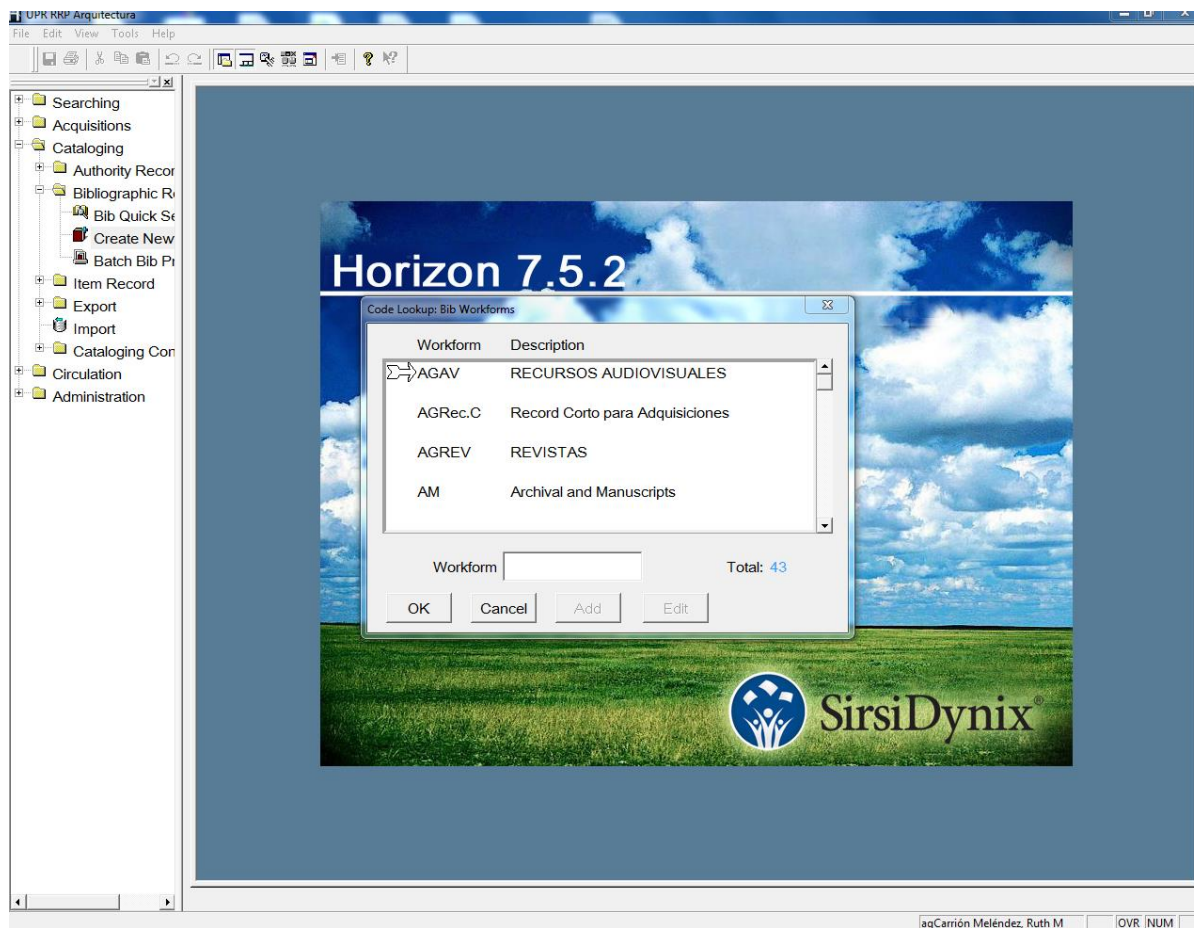 UPR RRP Arquitectura
File Edit View Tools Help
Searching
Acquisitions
Cataloging
Authority Recor
Bibliographic R
Bib Quick Se
Create New
Batch Bib Pr
Item Record
Export
Import
Cataloging Con
Circulation
Administration
Horizon 7.5.2
Code Lookup: Bib Workforms
Workform Description
AGAV RECURSOS AUDIOVISUALES
AGRec.C Record Corto para Adquisiciones
AGREV REVISTAS
AM Archival and Manuscripts
Workform Total: 43
OK Cancel Add Edit
SirsiDynix®
agCarrión Meléndez, Ruth M OVR NUM